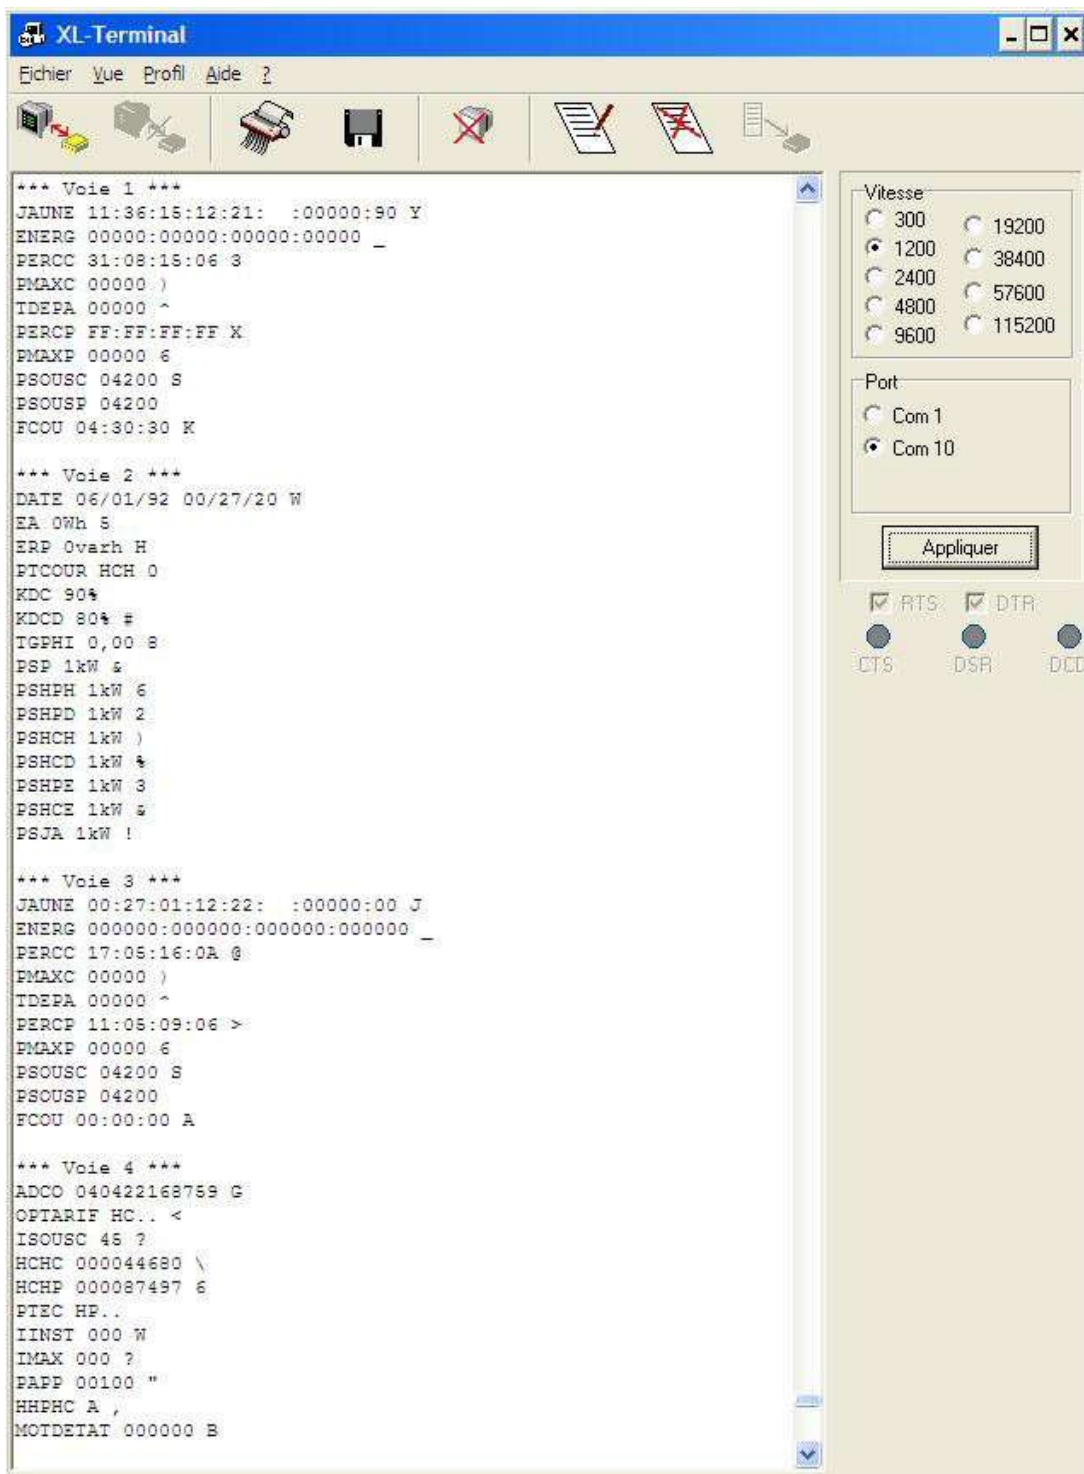 XL-Terminal
Fichier Vue Profil Aide ?
*** Voie 1 ***
JAUNE 11:36:15:12:21:  :00000:90 Y
ENERG 00000:00000:00000:00000 _
PERCC 31:08:15:06 3
PMAXC 00000 )
TDEPA 00000 ^
PERCP FF:FF:FF:FF X
PMAXP 00000 6
PSOUSC 04200 S
PSOUSP 04200
FCOU 04:30:30 K
*** Voie 2 ***
DATE 06/01/92 00/27/20 W
EA 0Wh 5
ERP 0varh H
PTCOUR HCH 0
KDC 90%
KDCD 80% #
TGPHI 0,00 8
PSP 1kW &
PSHPH 1kW 6
PSHPD 1kW 2
PSHCH 1kW )
PSHCD 1kW %
PSHPE 1kW 3
PSHCE 1kW &
PSJA 1kW !
*** Voie 3 ***
JAUNE 00:27:01:12:22:  :00000:00 J
ENERG 000000:000000:000000:000000 _
PERCC 17:05:16:0A @
PMAXC 00000 )
TDEPA 00000 ^
PERCP 11:05:09:06 >
PMAXP 00000 6
PSOUSC 04200 S
PSOUSP 04200
FCOU 00:00:00 A
*** Voie 4 ***
ADCO 040422168759 G
OPTARIF HC.. <
ISOUSC 45 ?
HCHC 000044680 \
HCHP 000087497 6
PTEC HP..
IINST 000 W
IMAX 000 ?
PAPP 00100 "
HHPHC A ,
MOTDETAT 000000 B
Vitesse
300
1200
2400
4800
9600
19200
38400
57600
115200
Port
Com 1
Com 10
Appliquer
RTS DTR
CTS DSR DCD